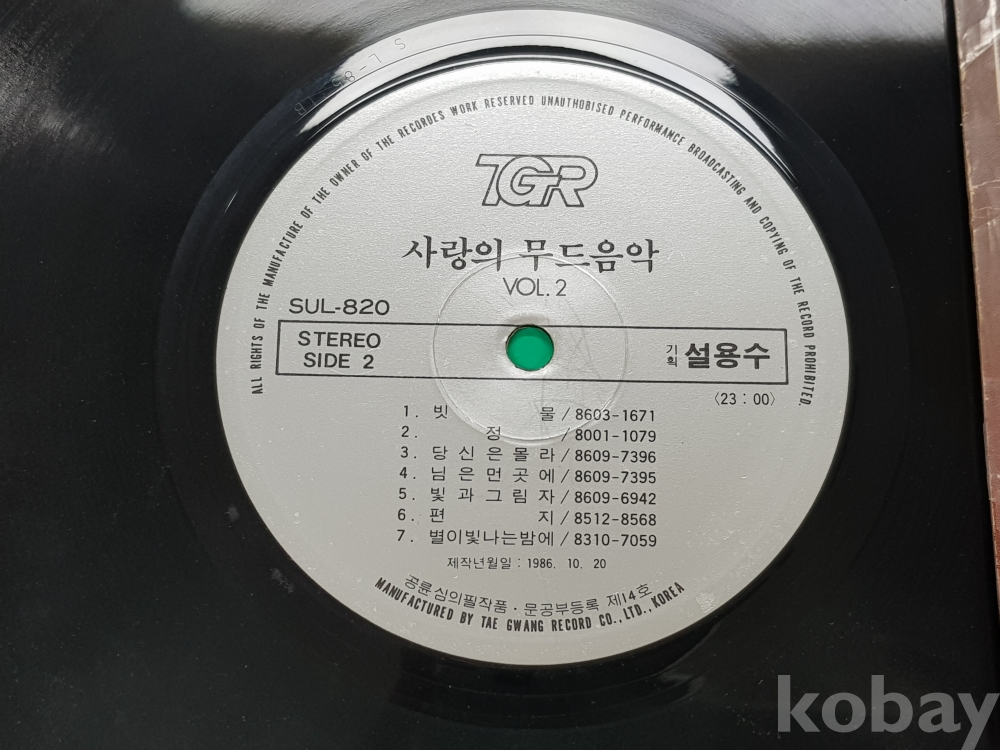 S L-85
ALL RIGHTS OF THE MANUFACTURE OF THE OWNER OF THE RECORDES WORK RESERVED UNAUTHOBISED PERFORMANCE BROADCASTING AND COPYING OF THE RECORD PROHIBITED.
TGR
사랑의 무드음악
VOL. 2
SUL-820
STEREO
SIDE 2
기획 설용수
〈23 : 00〉
1. 빗 물 / 8603-1671
2. 정 / 8001-1079
3. 당신은몰라 / 8609-7396
4. 님은먼곳에 / 8609-7395
5. 빛과그림자 / 8609-6942
6. 편 지 / 8512-8568
7. 별이빛나는밤에 / 8310-7059
제작년월일 : 1986. 10. 20
공륜심의필작품 · 문공부등록 제14호
MANUFACTURED BY TAE GWANG RECORD CO., LTD., KOREA
kobay